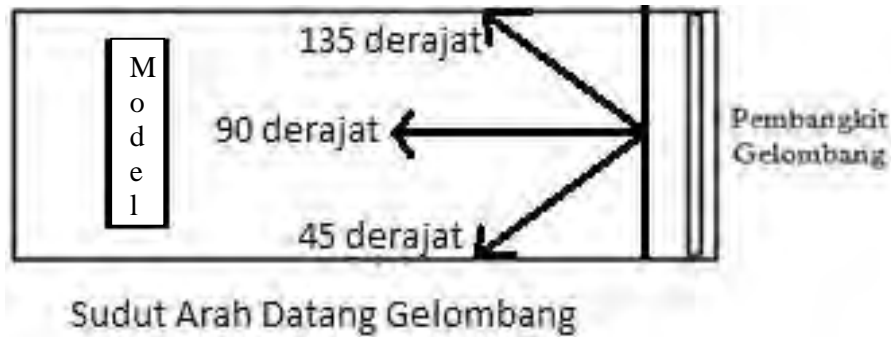 135 derajat
M
o
d
e
l
90 derajat
45 derajat
Pembangkit
Gelombang
Sudut Arah Datang Gelombang